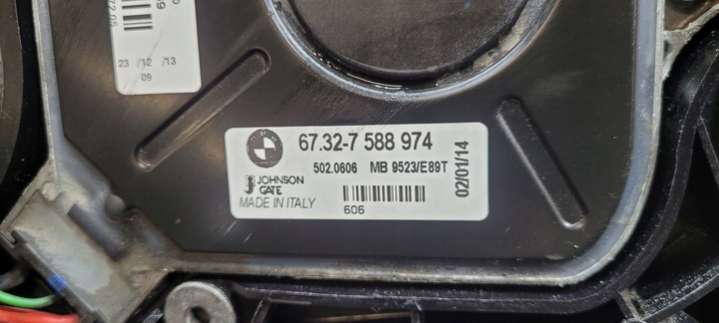 23 /12 /13
09
67.32-7 588 974
502.0606 MB 9523/E89T
JOHNSON
GATE
MADE IN ITALY
606
02/01/14